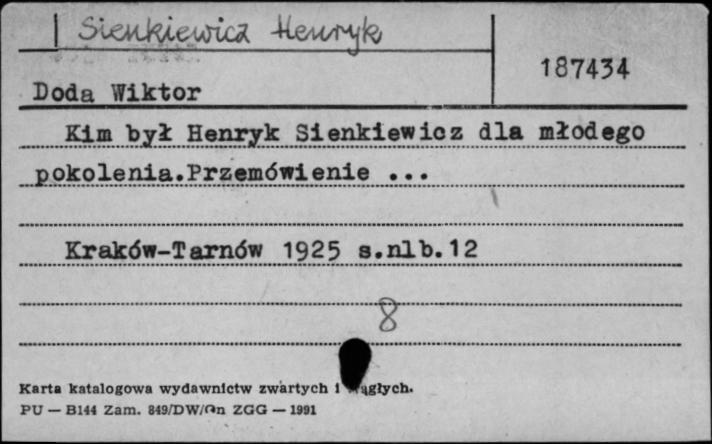 Sienkiewicz Henryk
187434
Doda Wiktor
Kim był Henryk Sienkiewicz dla młodego
pokolenia.Przemówienie ...
Kraków-Tarnów 1925 s.nlb.12
8
Karta katalogowa wydawnictw zwartych i
PU — B144 Zam. 849/DW/ ZGG — 1991